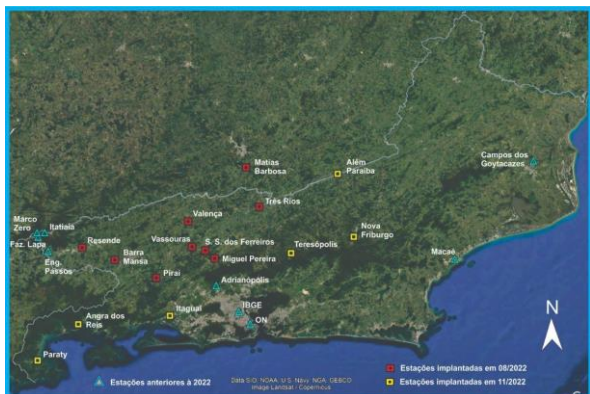 Campos dos
Goytacazes
Além
Paraíba
Matias
Barbosa
Três Rios
Valença
Marco
Zero
Itatiaia
Faz. Lapa
Nova
Friburgo
Resende
Vassouras
S. S. dos Ferreiros
Teresópolis
Macaé
Eng.
Passos
Barra
Mansa
Miguel Pereira
Piraí
Adrianópolis
IBGE
Itaguaí
ON
Angra dos
Reis
N
Paraty
Estações implantadas em 08/2022
Estações anteriores à 2022
Data SIO, NOAA, U.S. Navy, NGA, GEBCO
Image Landsat / Copernicus
Estações implantadas em 11/2022